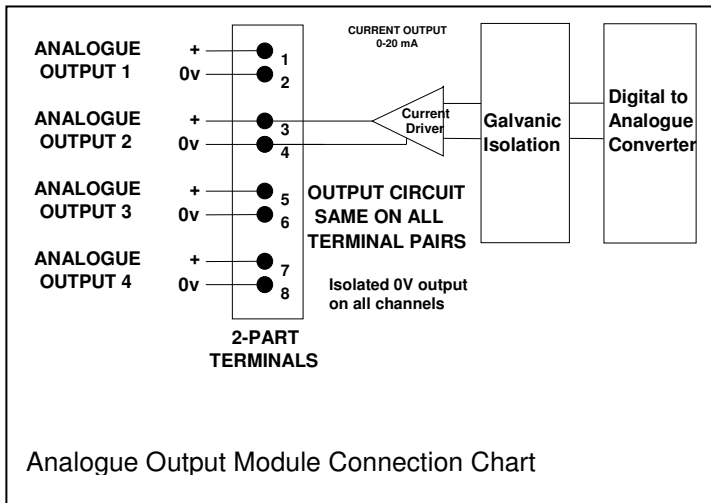 CURRENT OUTPUT
0-20 mA
ANALOGUE + 1
OUTPUT 1 0v 2
ANALOGUE + 3
OUTPUT 2 0v 4
Current
Driver
Galvanic
Isolation
Digital to
Analogue
Converter
ANALOGUE + 5
OUTPUT 3 0v 6
OUTPUT CIRCUIT
SAME ON ALL
TERMINAL PAIRS
ANALOGUE + 7
OUTPUT 4 0v 8
Isolated 0V output
on all channels
2-PART
TERMINALS
Analogue Output Module Connection Chart